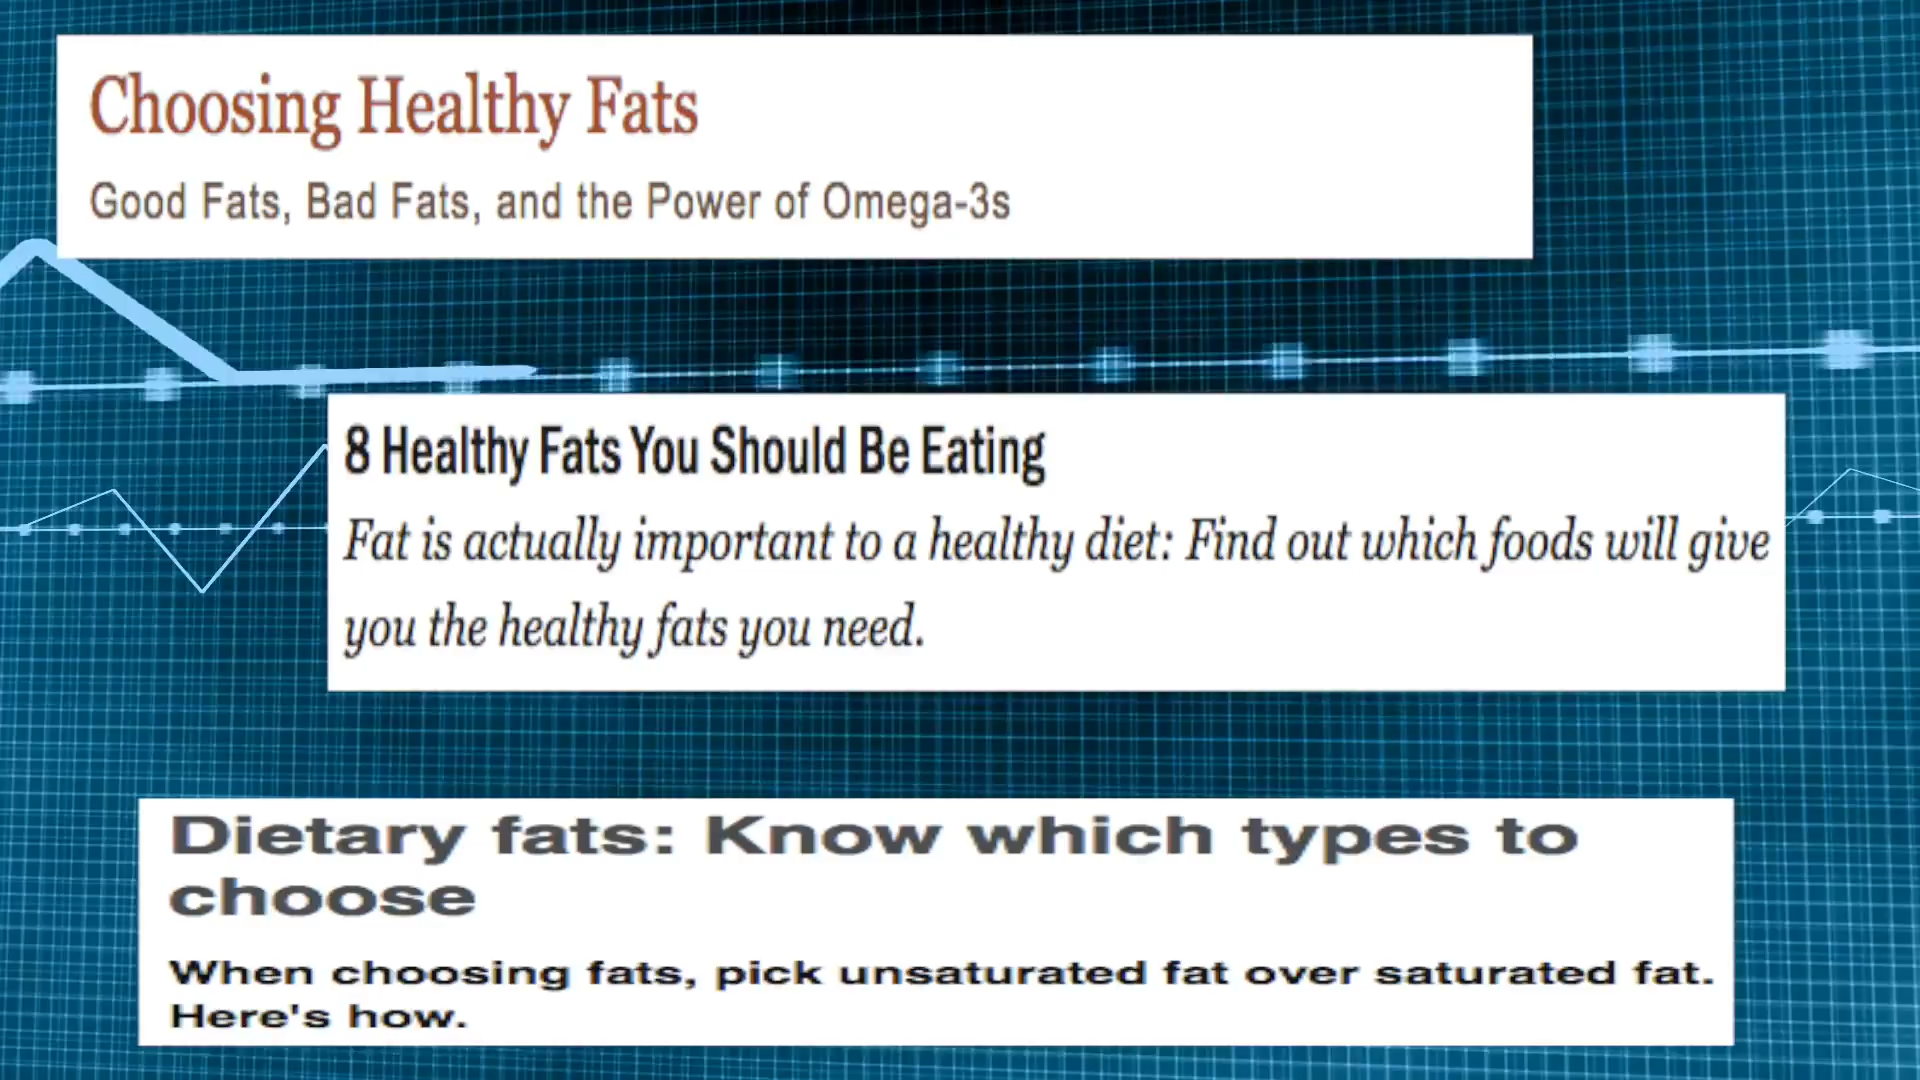 Choosing Healthy Fats
Good Fats, Bad Fats, and the Power of Omega-3s
8 Healthy Fats You Should Be Eating
Fat is actually important to a healthy diet: Find out which foods will give
you the healthy fats you need.
Dietary fats: Know which types to
choose
When choosing fats, pick unsaturated fat over saturated fat.
Here's how.